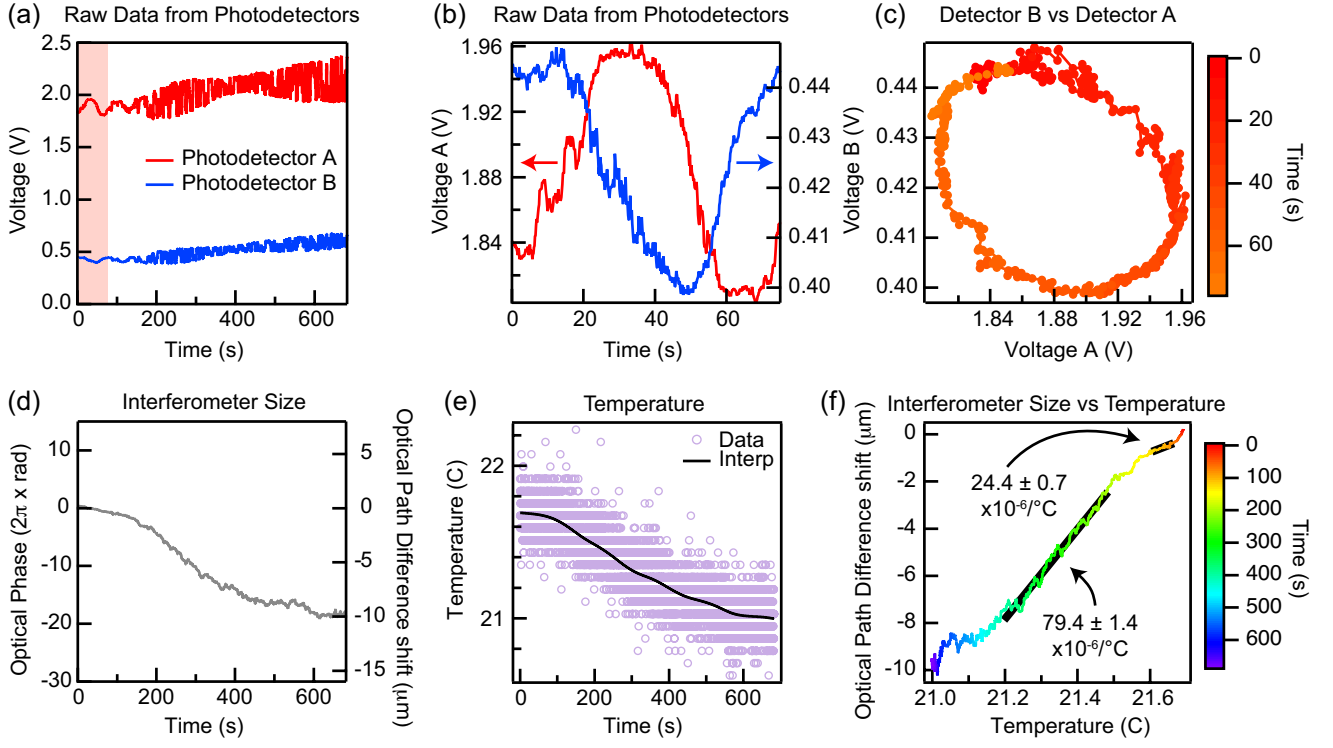 (a) Raw Data from Photodetectors
2.5
2.0
1.5
1.0
0.5
0.0
Voltage (V)
Photodetector A
Photodetector B
0 200 400 600
Time (s)
(b) Raw Data from Photodetectors
1.96
1.92
1.88
1.84
Voltage A (V)
0.44
0.43
0.42
0.41
0.40
Voltage B (V)
0 20 40 60
Time (s)
(c) Detector B vs Detector A
0.44
0.43
0.42
0.41
0.40
1.84 1.88 1.92 1.96
Voltage A (V)
0
20
40
60
Time (s)
(d) Interferometer Size
10
0
-10
-20
-30
Optical Phase (2π x rad)
5
0
-5
-10
-15
Optical Path
Difference shift (μm)
0 200 400 600
Time (s)
(e) Temperature
22
21
Temperature (C)
Data
Interp
0 200 400 600
Time (s)
(f) Interferometer Size vs Temperature
0
-2
-4
-6
-8
-10
Optical Path Difference shift (μm)
24.4 ± 0.7
x10⁻⁶/°C
79.4 ± 1.4
x10⁻⁶/°C
21.0 21.2 21.4 21.6
Temperature (C)
0
100
200
300
400
500
600
Time (s)